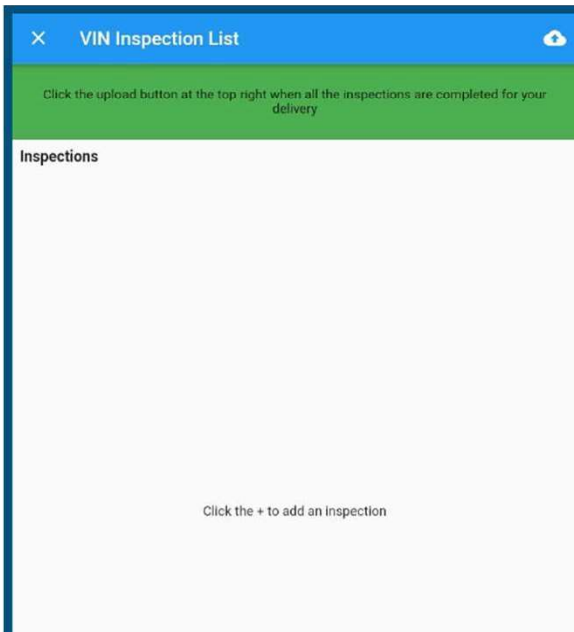 VIN Inspection List
Click the upload button at the top right when all the inspections are completed for your
delivery
Inspections
Click the + to add an inspection